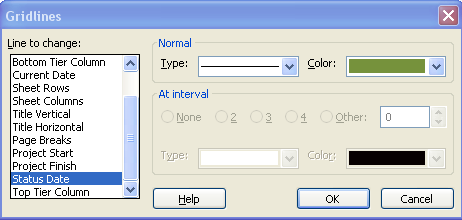 Gridlines
Line to change:
Bottom Tier Column
Current Date
Sheet Rows
Sheet Columns
Title Vertical
Title Horizontal
Page Breaks
Project Start
Project Finish
Status Date
Top Tier Column
Normal
Type: Color:
At interval
None 2 3 4 Other: 0
Type: Color:
Help OK Cancel